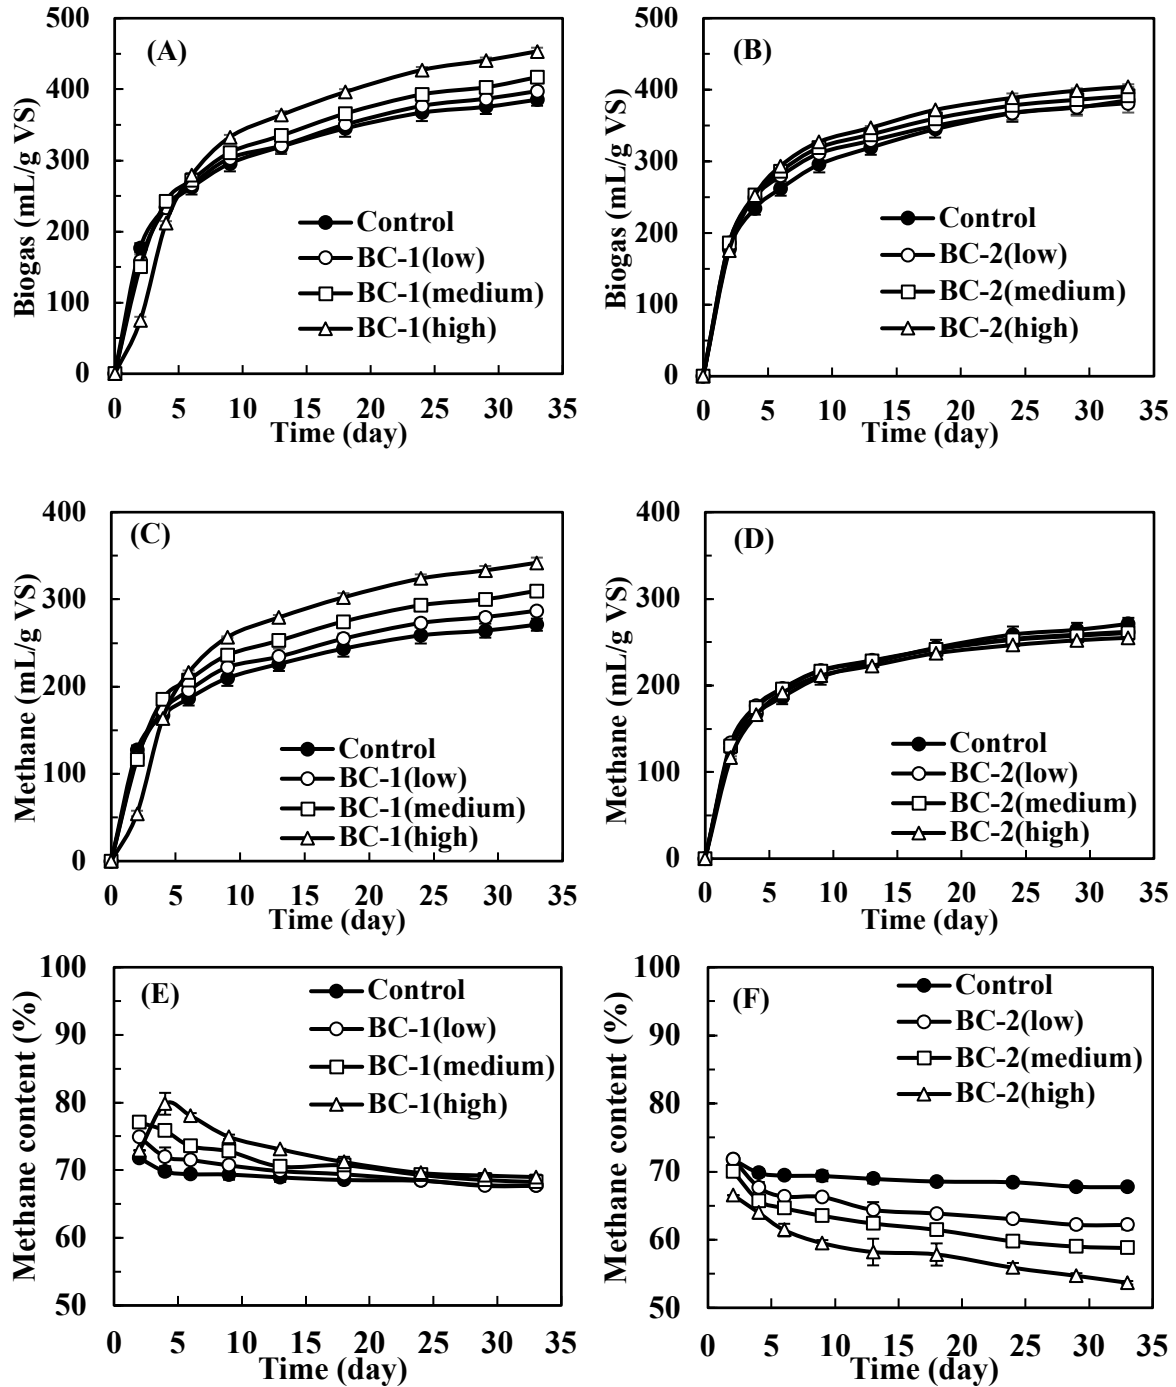 (A)
Biogas (mL/g VS)
500
400
300
200
100
0
Control
BC-1(low)
BC-1(medium)
BC-1(high)
0 5 10 15 20 25 30 35
Time (day)
(B)
Biogas (mL/g VS)
500
400
300
200
100
0
Control
BC-2(low)
BC-2(medium)
BC-2(high)
0 5 10 15 20 25 30 35
Time (day)
(C)
Methane (mL/g VS)
400
300
200
100
0
Control
BC-1(low)
BC-1(medium)
BC-1(high)
0 5 10 15 20 25 30 35
Time (day)
(D)
Methane (mL/g VS)
400
300
200
100
0
Control
BC-2(low)
BC-2(medium)
BC-2(high)
0 5 10 15 20 25 30 35
Time (day)
(E)
Methane content (%)
100
90
80
70
60
50
Control
BC-1(low)
BC-1(medium)
BC-1(high)
0 5 10 15 20 25 30 35
Time (day)
(F)
Methane content (%)
100
90
80
70
60
50
Control
BC-2(low)
BC-2(medium)
BC-2(high)
0 5 10 15 20 25 30 35
Time (day)